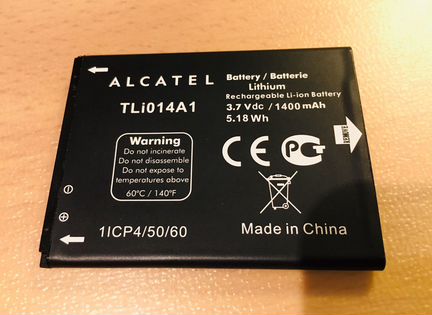 ALCATEL
TLi014A1
Battery / Batterie
Lithium
Rechargeable Li-ion Battery
3.7 Vdc / 1400 mAh
5.18 Wh
Warning
Do not incinerate
Do not disassemble
Do not expose to
temperatures above
60°C / 140°F
CE
PCT
REMOVE
1ICP4/50/60
Made in China